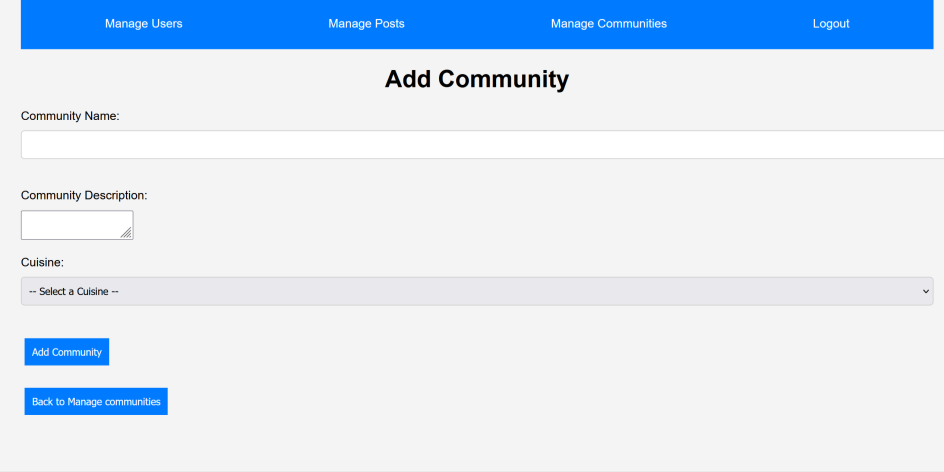 Manage Users Manage Posts Manage Communities Logout
Add Community
Community Name:
Community Description:
Cuisine:
-- Select a Cuisine --
Add Community
Back to Manage communities